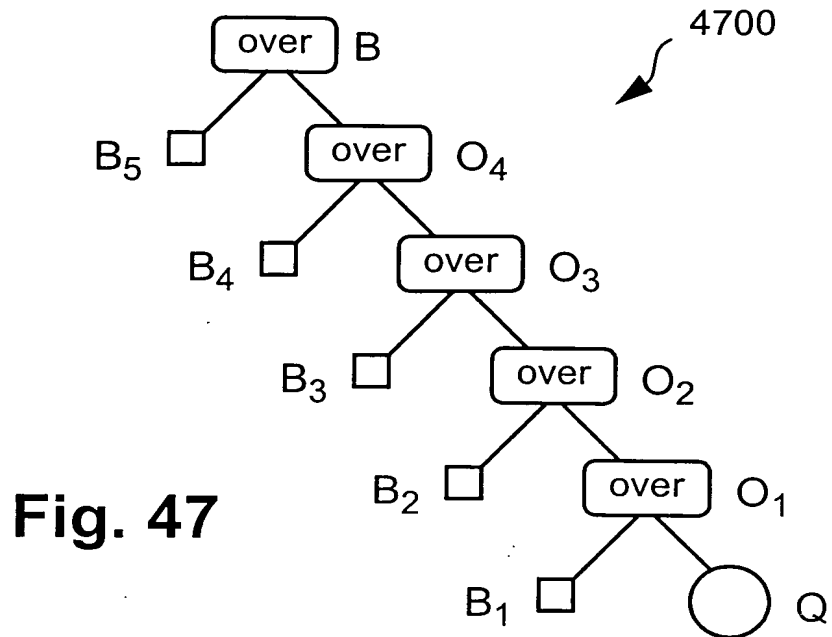 4700
over B
B5
over O4
B4
over O3
B3
over O2
B2
over O1
B1
Q
Fig. 47